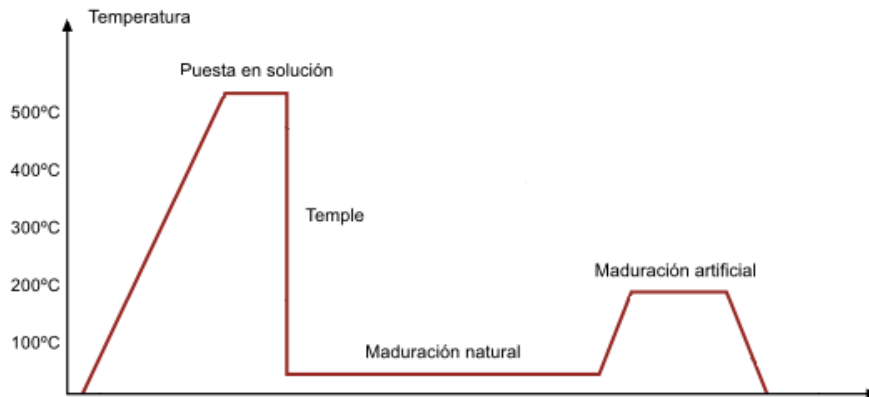 Temperatura
Puesta en solución
500ºC
400ºC
300ºC
Temple
Maduración artificial
200ºC
100ºC
Maduración natural